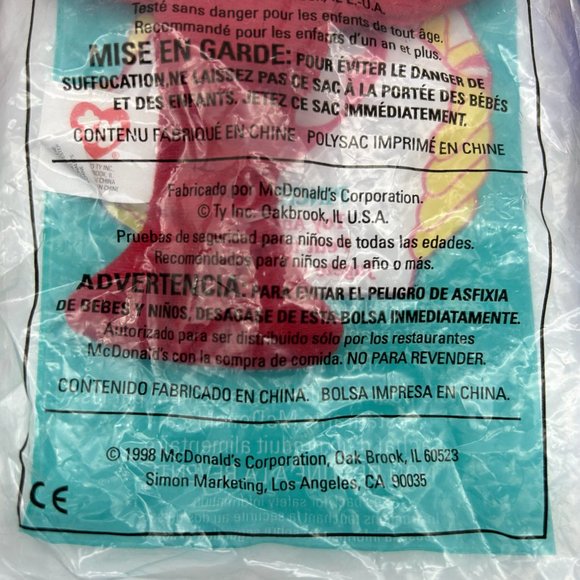 IL U.S.A.
Testé sans danger pour les enfants de tout âge.
Recommandé pour les enfants d'un an et plus.
MISE EN GARDE: POUR ÉVITER LE DANGER DE
SUFFOCATION, NE LAISSEZ PAS CE SAC À LA PORTÉE DES BÉBÉS
ET DES ENFANTS. JETEZ CE SAC IMMÉDIATEMENT.
CONTENU FABRIQUÉ EN CHINE. POLYSAC IMPRIMÉ EN CHINE
ty
TY INC.
Fabricado por McDonald's Corporation.
© Ty Inc. Oakbrook, IL U.S.A.
Pruebas de seguridad para niños de todas las edades.
Recomendados para niños de 1 año o más.
ADVERTENCIA: PARA EVITAR EL PELIGRO DE ASFIXIA
DE BEBES Y NIÑOS, DESAGASE DE ESTA BOLSA INMEDIATAMENTE.
Autorizado para ser distribuido sólo por los restaurantes
McDonald's con la compra de comida. NO PARA REVENDER.
CONTENIDO FABRICADO EN CHINA. BOLSA IMPRESA EN CHINA.
© 1998 McDonald's Corporation, Oak Brook, IL 60523
Simon Marketing, Los Angeles, CA 90035
CE